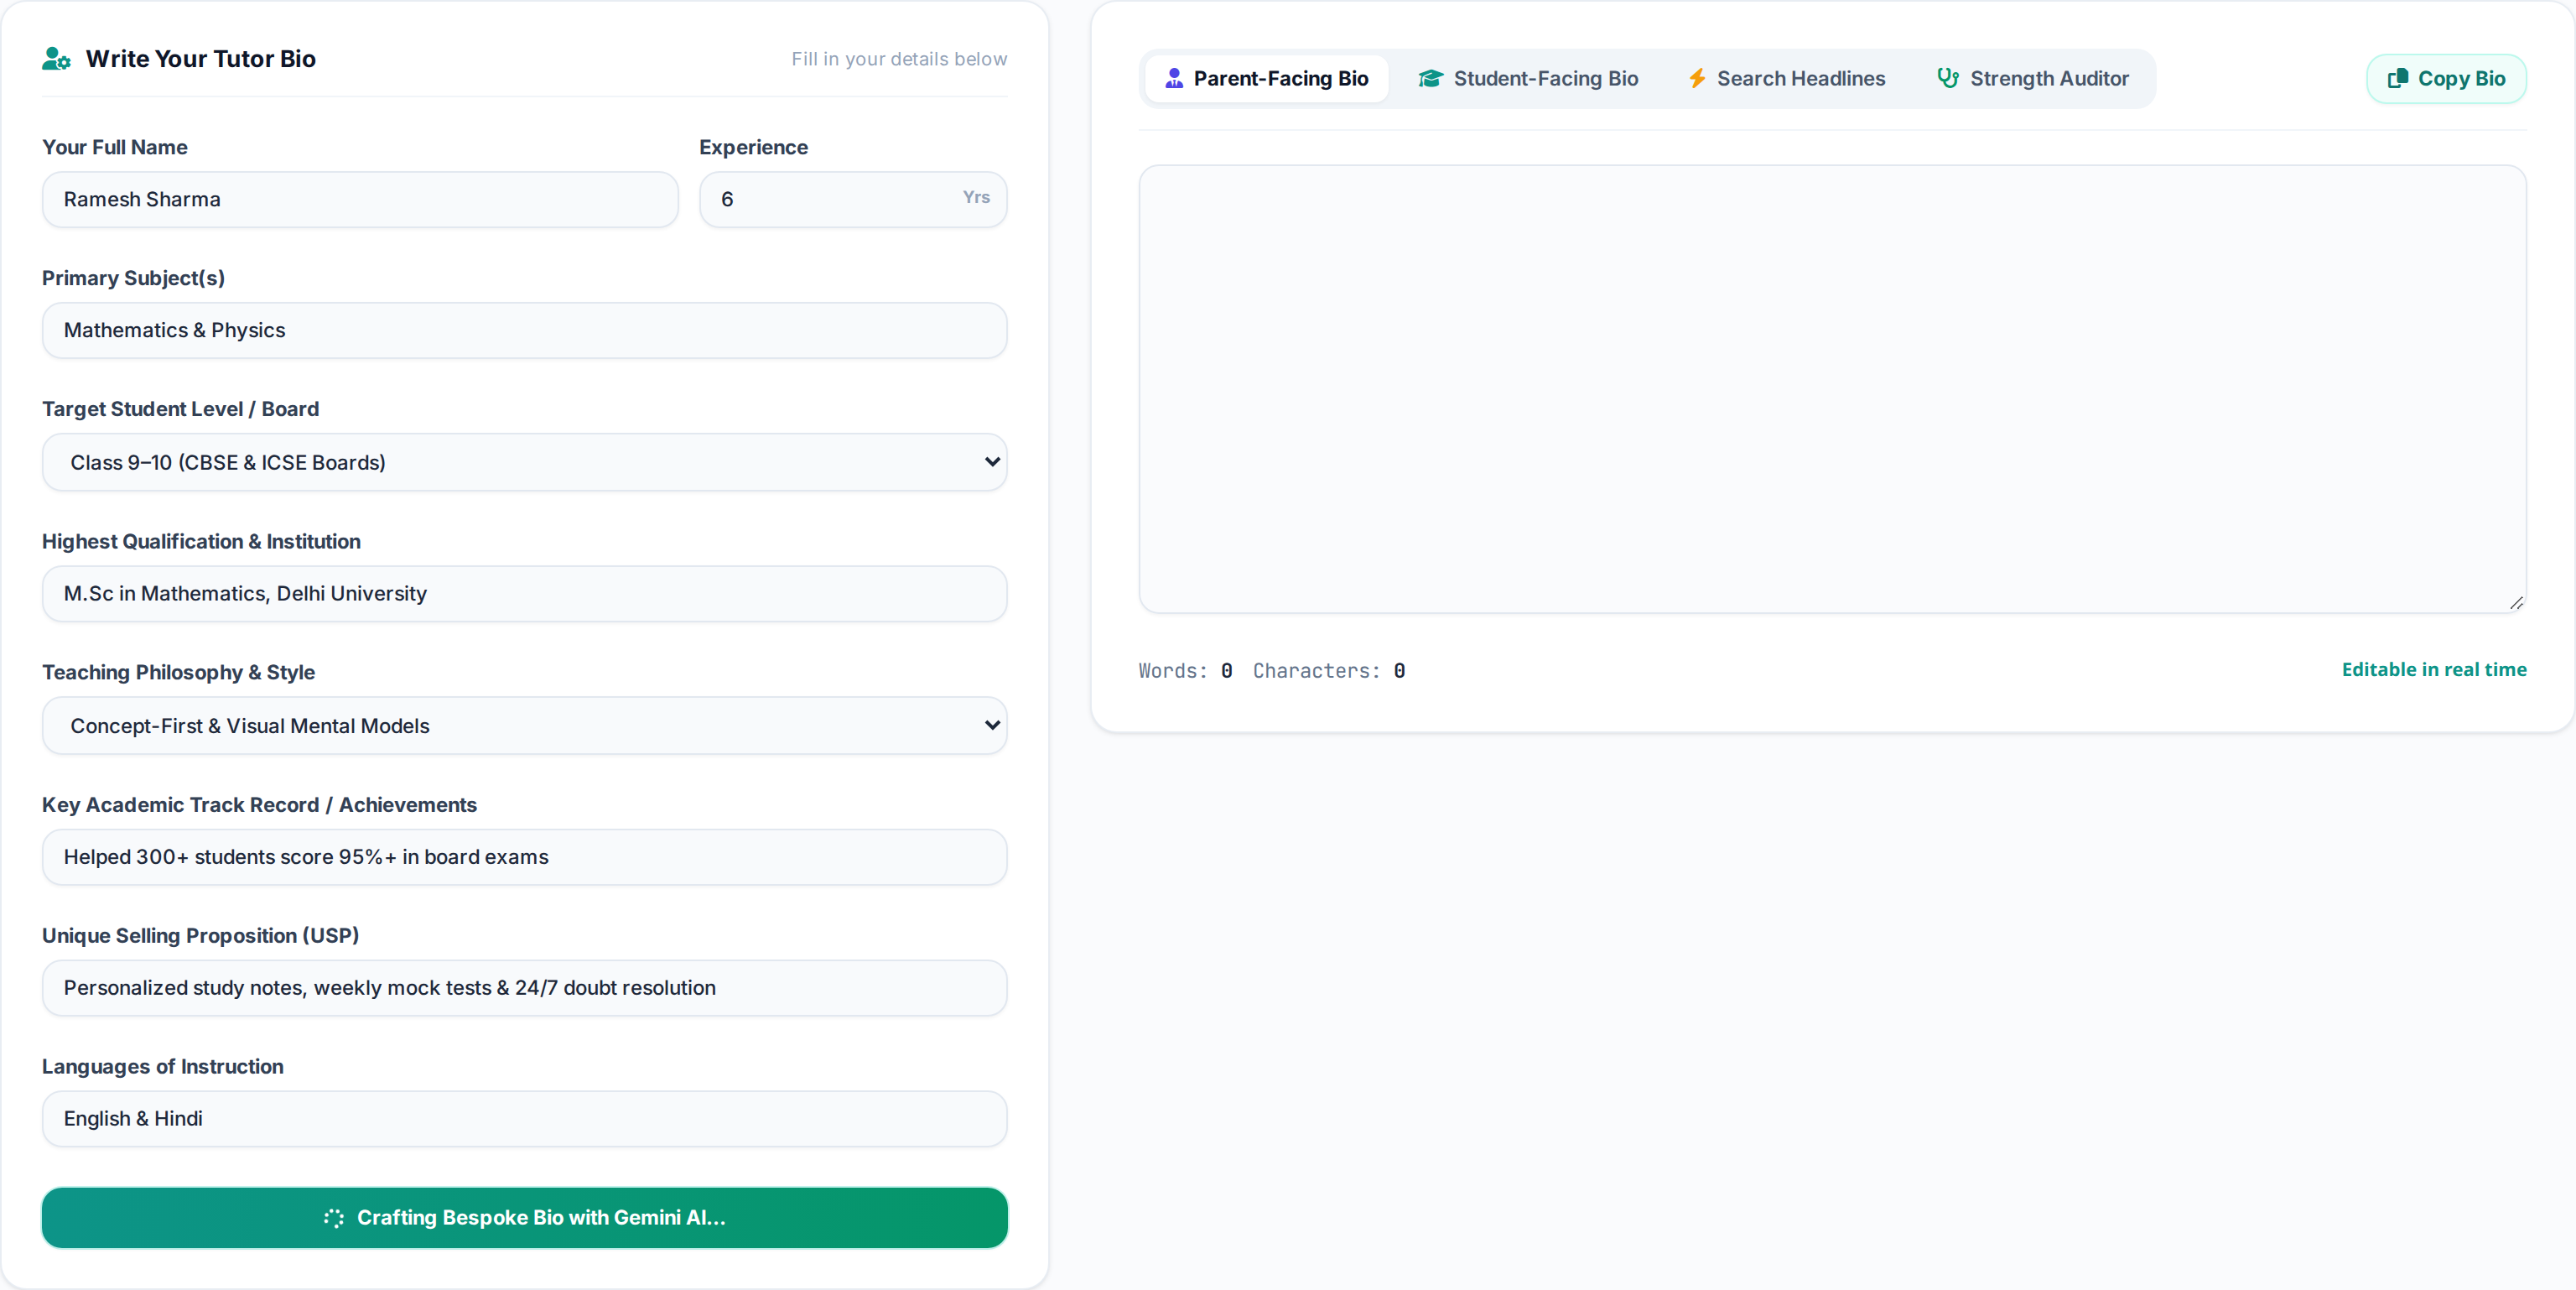 Write Your Tutor Bio
Fill in your details below
Your Full Name
Experience
Ramesh Sharma
6
Yrs
Primary Subject(s)
Mathematics & Physics
Target Student Level / Board
Class 9–10 (CBSE & ICSE Boards)
Highest Qualification & Institution
M.Sc in Mathematics, Delhi University
Teaching Philosophy & Style
Concept-First & Visual Mental Models
Key Academic Track Record / Achievements
Helped 300+ students score 95%+ in board exams
Unique Selling Proposition (USP)
Personalized study notes, weekly mock tests & 24/7 doubt resolution
Languages of Instruction
English & Hindi
Crafting Bespoke Bio with Gemini AI...
Parent-Facing Bio
Student-Facing Bio
Search Headlines
Strength Auditor
Copy Bio
Words: 0 Characters: 0
Editable in real time